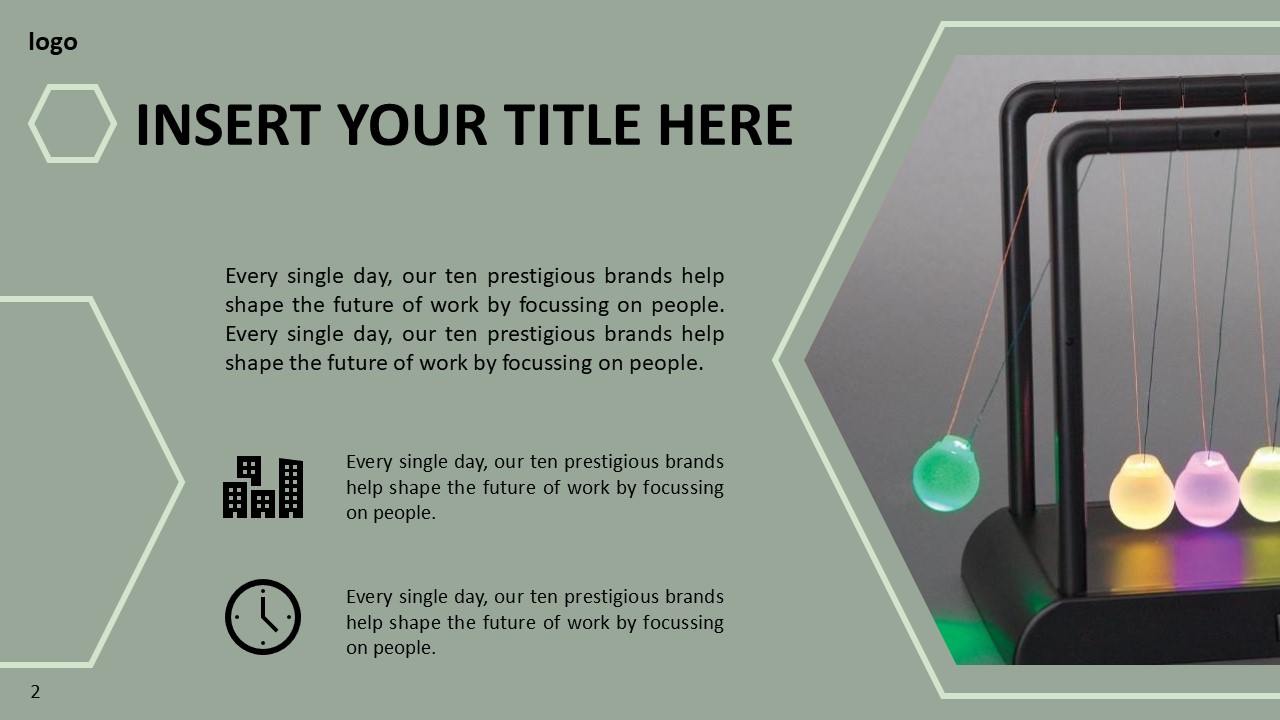 logo
INSERT YOUR TITLE HERE
Every single day, our ten prestigious brands help
shape the future of work by focussing on people.
Every single day, our ten prestigious brands help
shape the future of work by focussing on people.
Every single day, our ten prestigious brands
help shape the future of work by focussing
on people.
Every single day, our ten prestigious brands
help shape the future of work by focussing
on people.
2